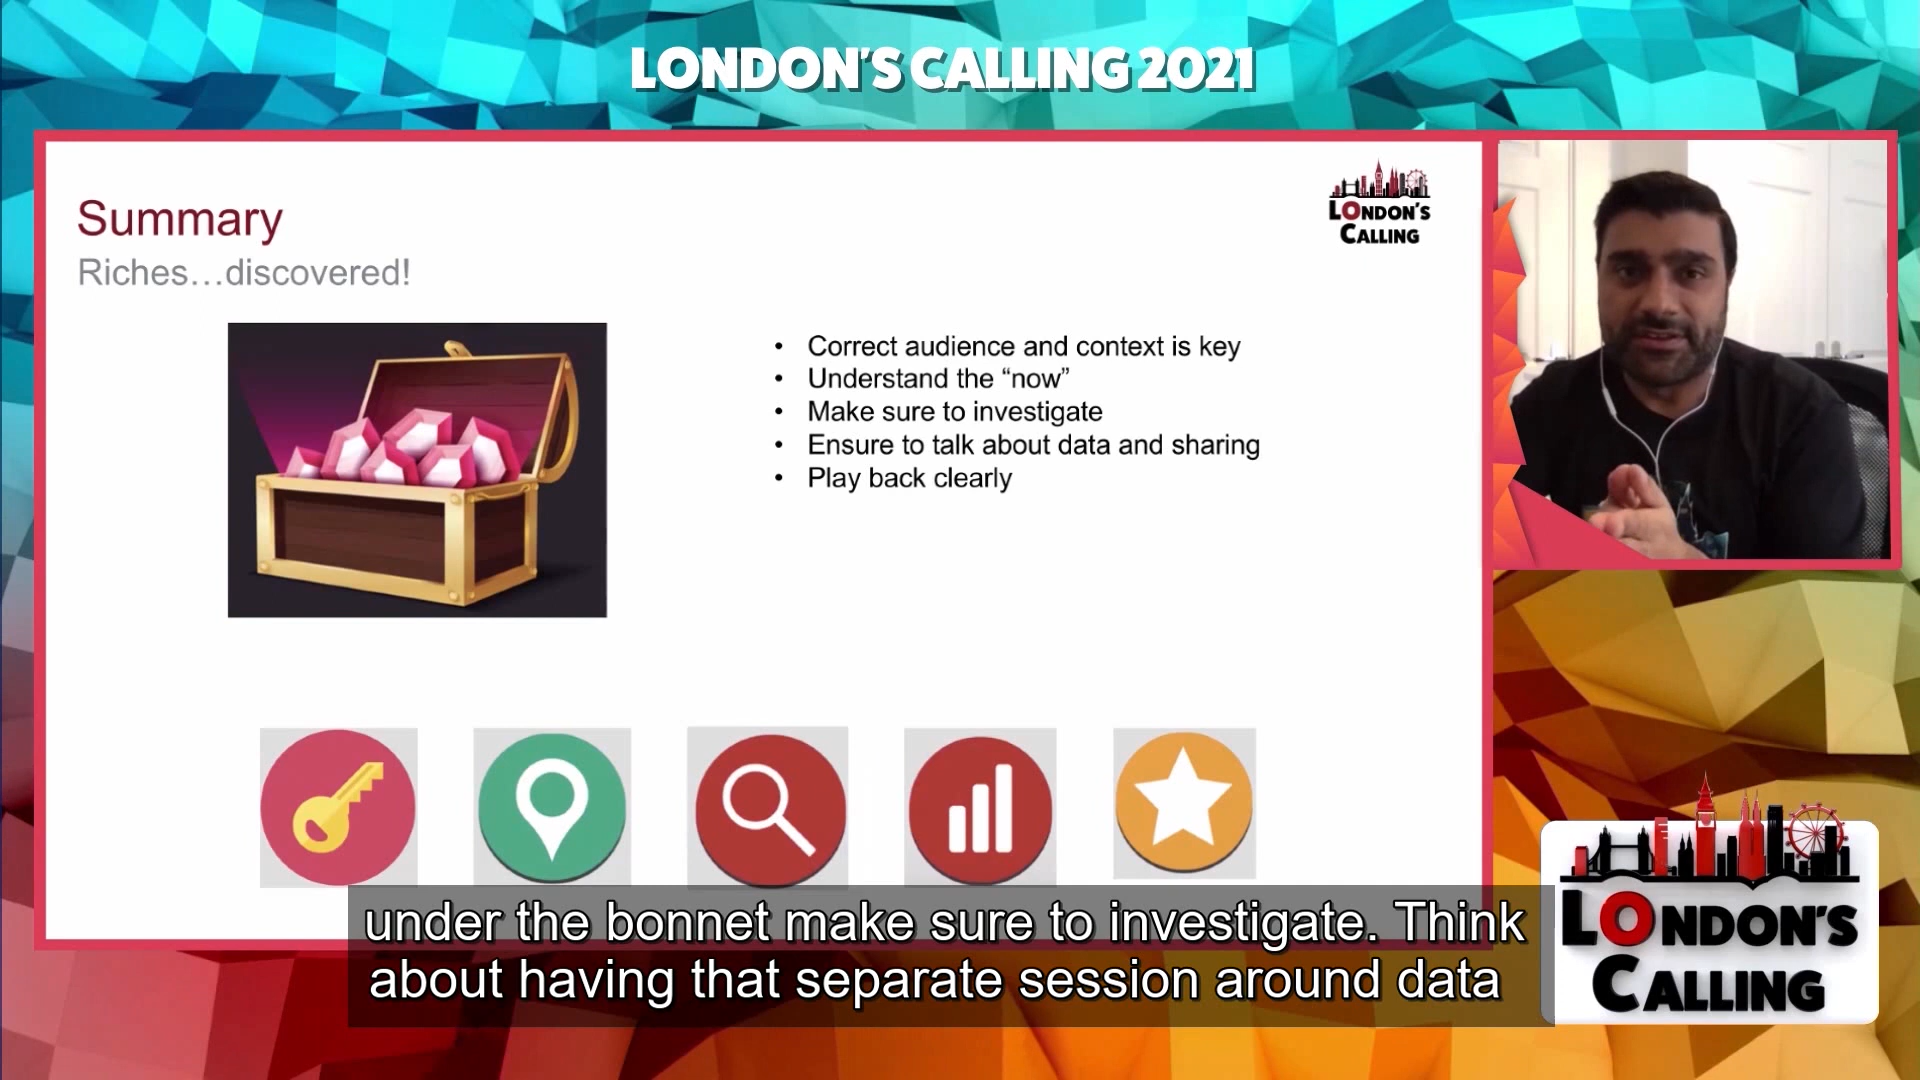 LONDON'S CALLING 2021
Summary
Riches…discovered!
LONDON'S
CALLING
• Correct audience and context is key
• Understand the “now”
• Make sure to investigate
• Ensure to talk about data and sharing
• Play back clearly
under the bonnet make sure to investigate. Think
about having that separate session around data
LONDON'S
CALLING